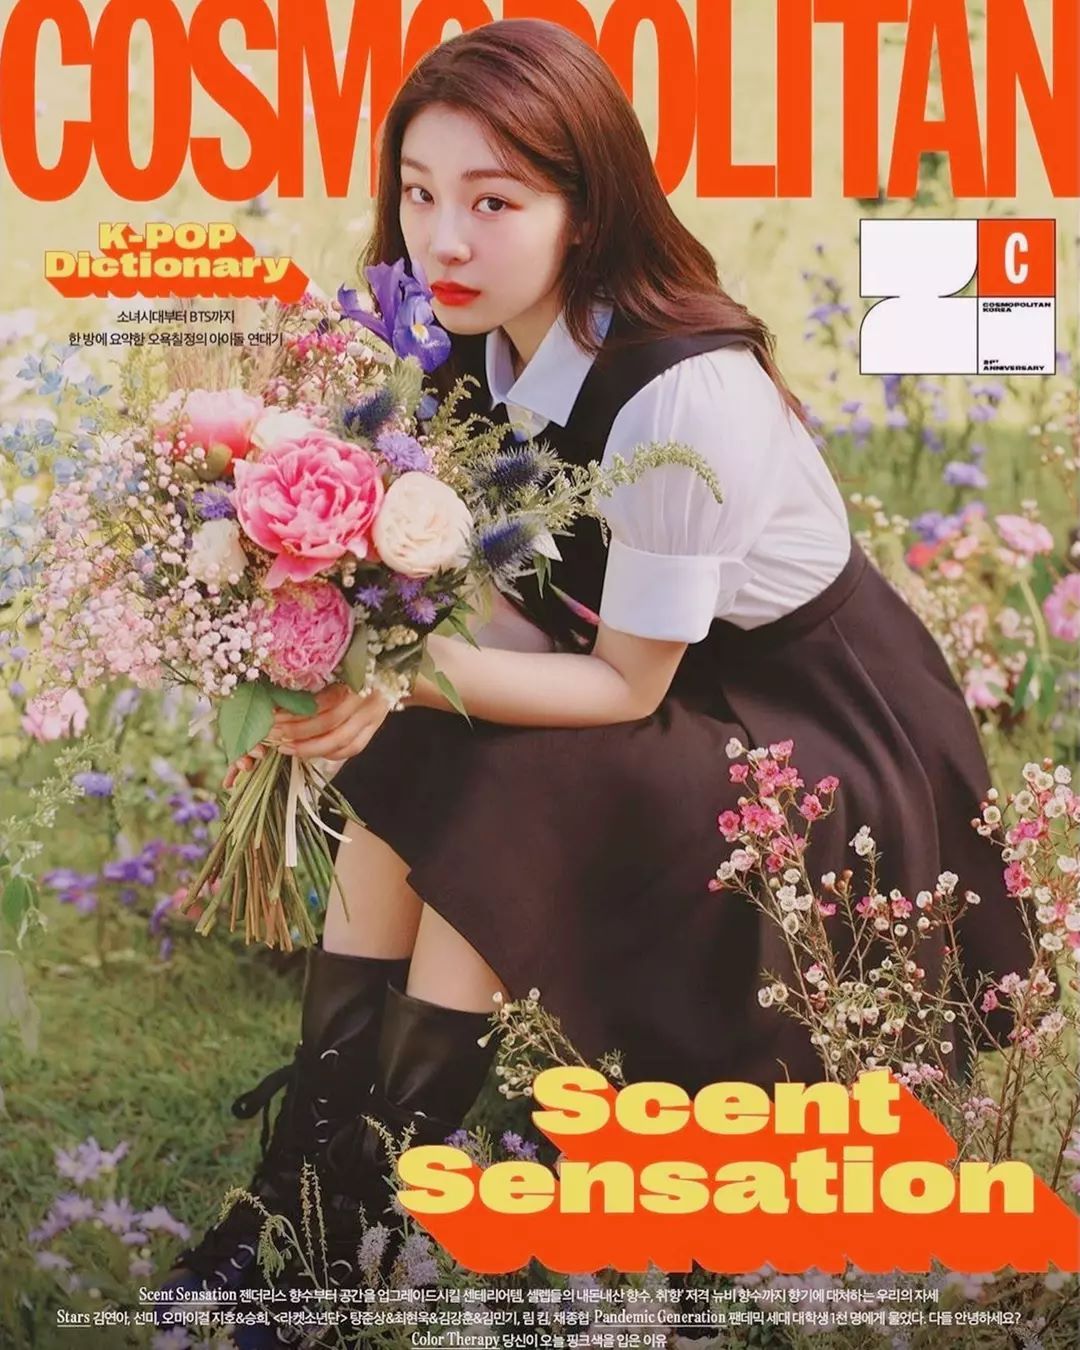 COSMOPOLITAN
K-POP
Dictionary
소녀시대부터 BTS까지
한 방에 요약한 오욕칠정의 아이돌 연대기
C
COSMOPOLITAN
KOREA
21ST
ANNIVERSARY
Scent
Sensation
Scent Sensation 젠더리스 향수부터 공간을 업그레이드시킬 센테리어템, 셀렙들의 내돈내산 향수, 취'향' 저격 뉴비 향수까지 향기에 대처하는 우리의 자세
Stars 김연아, 선미, 오마이걸 지호&승희, <라켓소년단> 탕준상&최현욱&김강훈&김민기, 림 킴, 채종협 Pandemic Generation 팬데믹 세대 대학생 1천 명에게 물었다. 다들 안녕하세요?
Color Therapy 당신이 오늘 핑크색을 입은 이유